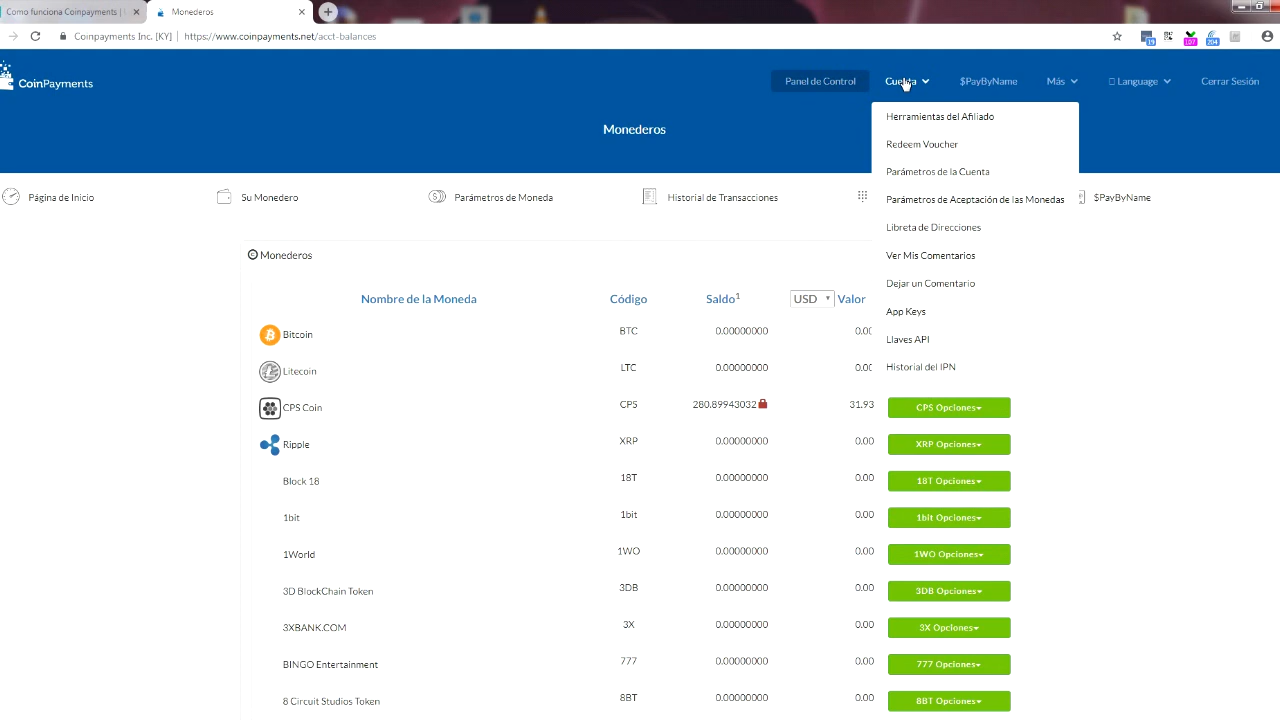 Como funciona Coinpayments |
Monederos
Coinpayments Inc. [KY] | https://www.coinpayments.net/acct-balances
19
107
204
CoinPayments
Panel de Control
Cuenta
$PayByName
Más
Language
Cerrar Sesión
Monederos
Herramientas del Afiliado
Redeem Voucher
Parámetros de la Cuenta
Parámetros de Aceptación de las Monedas
Libreta de Direcciones
Ver Mis Comentarios
Dejar un Comentario
App Keys
Llaves API
Historial del IPN
Página de Inicio
Su Monedero
Parámetros de Moneda
Historial de Transacciones
$PayByName
Monederos
Nombre de la Moneda Código Saldo1 USD Valor
Bitcoin BTC 0.00000000 0.00
Litecoin LTC 0.00000000 0.00
CPS Coin CPS 280.89943032 31.93 CPS Opciones
Ripple XRP 0.00000000 0.00 XRP Opciones
Block 18 18T 0.00000000 0.00 18T Opciones
1bit 1bit 0.00000000 0.00 1bit Opciones
1World 1WO 0.00000000 0.00 1WO Opciones
3D BlockChain Token 3DB 0.00000000 0.00 3DB Opciones
3XBANK.COM 3X 0.00000000 0.00 3X Opciones
BINGO Entertainment 777 0.00000000 0.00 777 Opciones
8 Circuit Studios Token 8BT 0.00000000 0.00 8BT Opciones